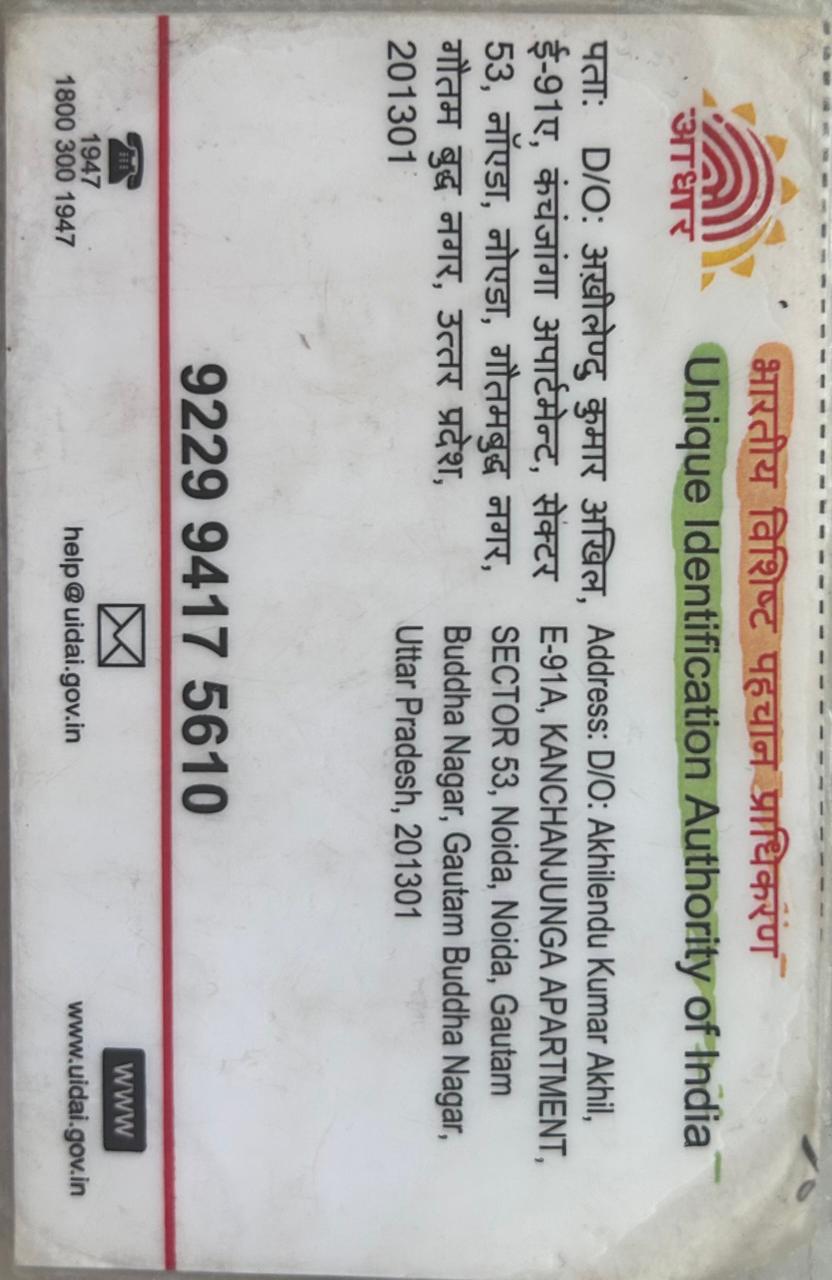 भारतीय विशिष्ट पहचान प्राधिकरण
Unique Identification Authority of India
आधार
पता: D/O: अखीलेण्दु कुमार अखिल,
ई-91ए, कंचंजांगा अपार्टमेन्ट, सेक्टर
53, नॉएडा, नोएडा, गौतमबुद्ध नगर,
गौतम बुद्ध नगर, उत्तर प्रदेश,
201301
Address: D/O: Akhilendu Kumar Akhil,
E-91A, KANCHANJUNGA APARTMENT,
SECTOR 53, Noida, Noida, Gautam
Buddha Nagar, Gautam Buddha Nagar,
Uttar Pradesh, 201301
9229 9417 5610
1947
1800 300 1947
help@uidai.gov.in
www
www.uidai.gov.in